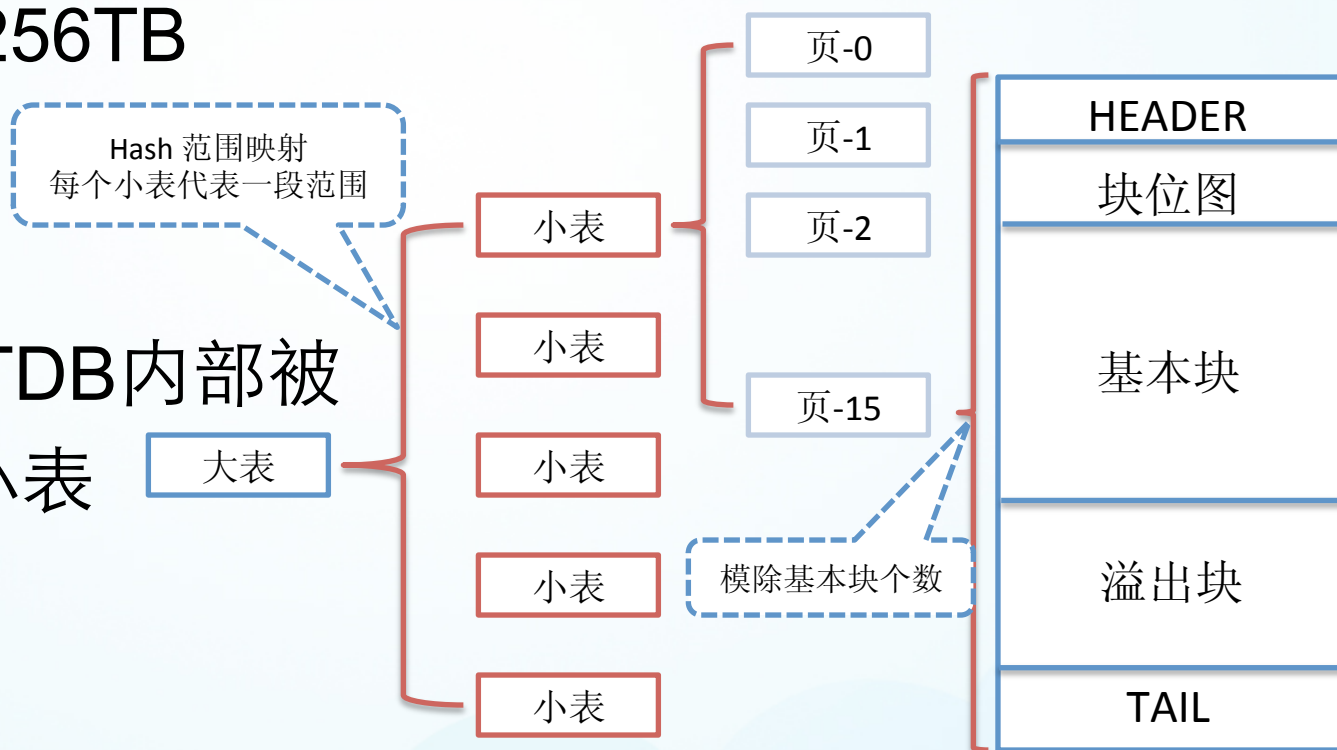 256TB
Hash 范围映射
每个小表代表一段范围
TDB内部被
小表
大表
小表
小表
小表
小表
小表
页-0
页-1
页-2
页-15
模除基本块个数
HEADER
块位图
基本块
溢出块
TAIL